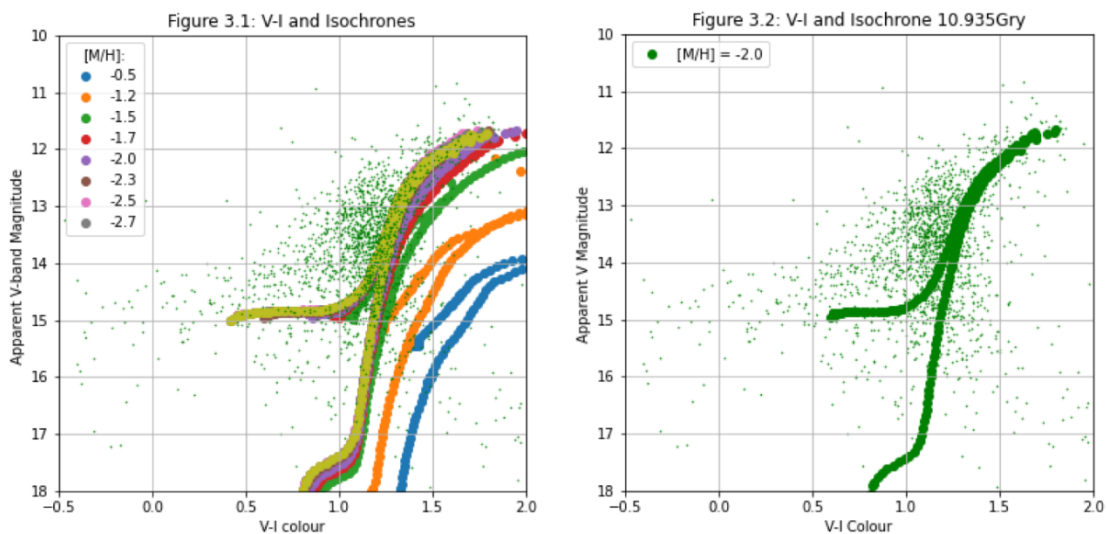 Figure 3.1: V-I and Isochrones
10
11
12
13
14
15
16
17
18
Apparent V-band Magnitude
[M/H]:
-0.5
-1.2
-1.5
-1.7
-2.0
-2.3
-2.5
-2.7
−0.5 0.0 0.5 1.0 1.5 2.0
V-I colour
Figure 3.2: V-I and Isochrone 10.935Gry
10
11
12
13
14
15
16
17
18
Apparent V Magnitude
[M/H] = -2.0
−0.5 0.0 0.5 1.0 1.5 2.0
V-I Colour